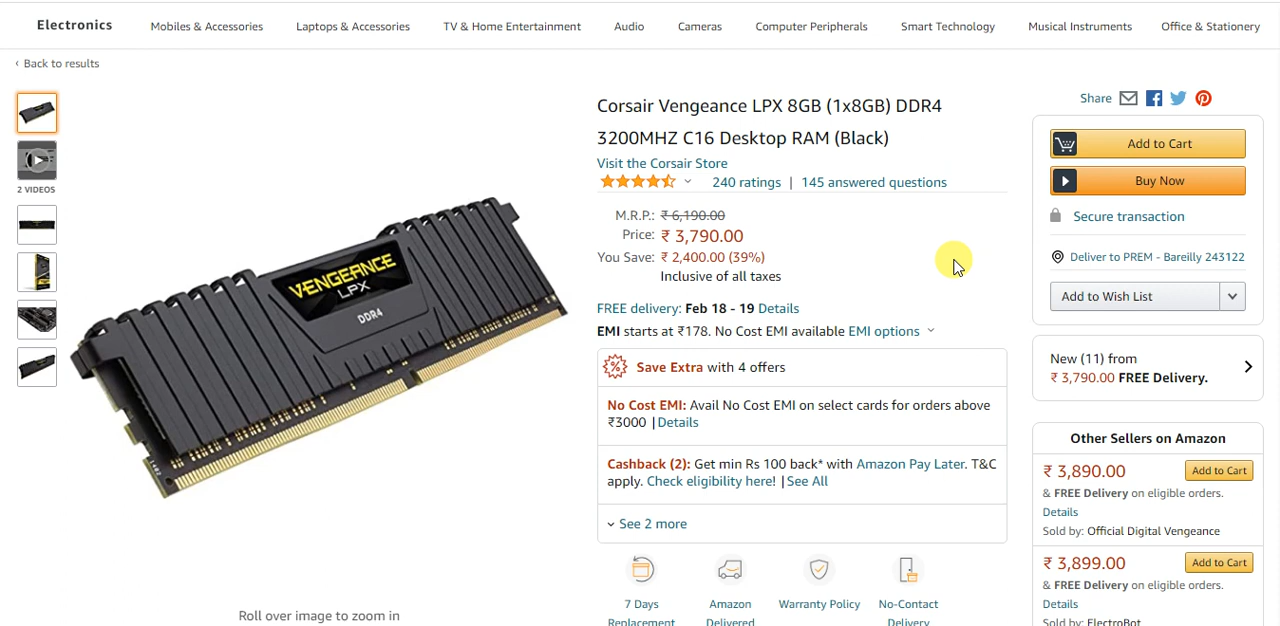 Electronics
Mobiles & Accessories
Laptops & Accessories
TV & Home Entertainment
Audio
Cameras
Computer Peripherals
Smart Technology
Musical Instruments
Office & Stationery
‹ Back to results
2 VIDEOS
VENGEANCE
LPX
DDR4
Roll over image to zoom in
Corsair Vengeance LPX 8GB (1x8GB) DDR4
3200MHZ C16 Desktop RAM (Black)
Visit the Corsair Store
240 ratings | 145 answered questions
M.R.P.: ₹ 6,190.00
Price: ₹ 3,790.00
You Save: ₹ 2,400.00 (39%)
Inclusive of all taxes
FREE delivery: Feb 18 - 19 Details
EMI starts at ₹178. No Cost EMI available EMI options
Save Extra with 4 offers
No Cost EMI: Avail No Cost EMI on select cards for orders above
₹3000 |Details
Cashback (2): Get min Rs 100 back* with Amazon Pay Later. T&C
apply. Check eligibility here! |See All
See 2 more
7 Days
Replacement
Amazon
Delivered
Warranty Policy
No-Contact
Delivery
Share
Add to Cart
Buy Now
Secure transaction
Deliver to PREM - Bareilly 243122
Add to Wish List
New (11) from
₹ 3,790.00 FREE Delivery.
Other Sellers on Amazon
₹ 3,890.00
Add to Cart
& FREE Delivery on eligible orders.
Details
Sold by: Official Digital Vengeance
₹ 3,899.00
Add to Cart
& FREE Delivery on eligible orders.
Details
Sold by: ElectroBot